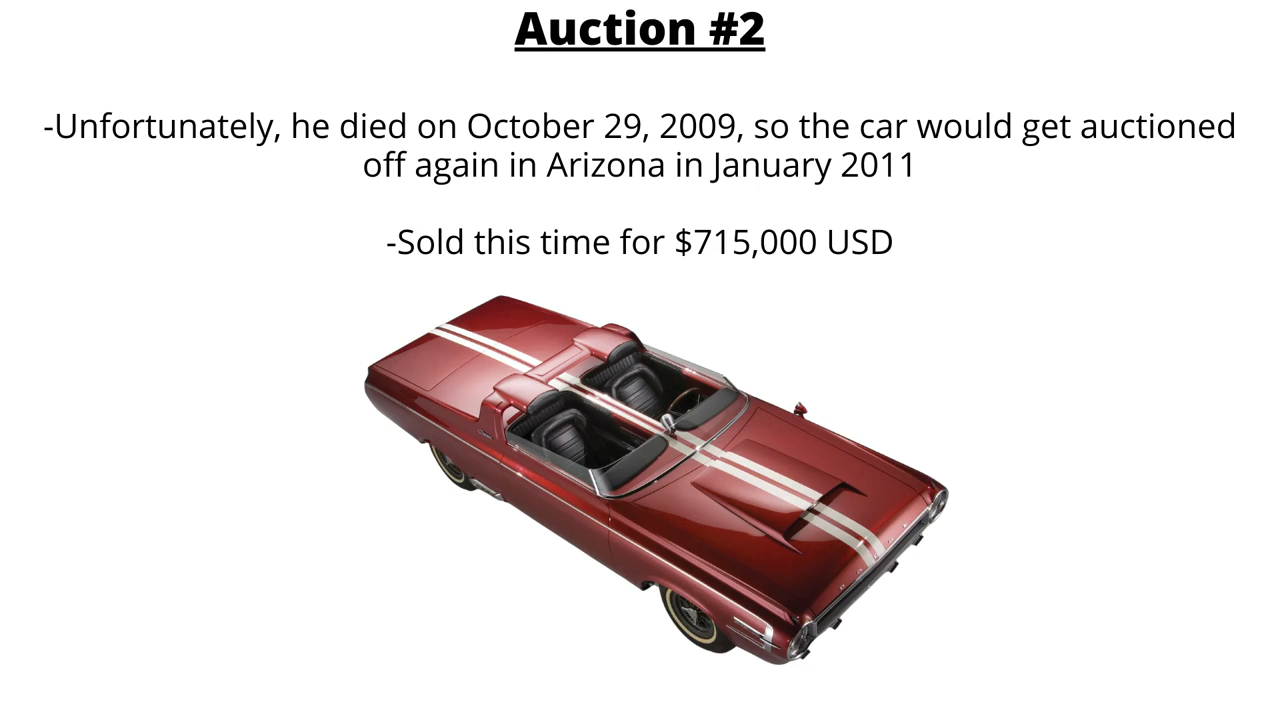 Auction #2
-Unfortunately, he died on October 29, 2009, so the car would get auctioned
off again in Arizona in January 2011
-Sold this time for $715,000 USD